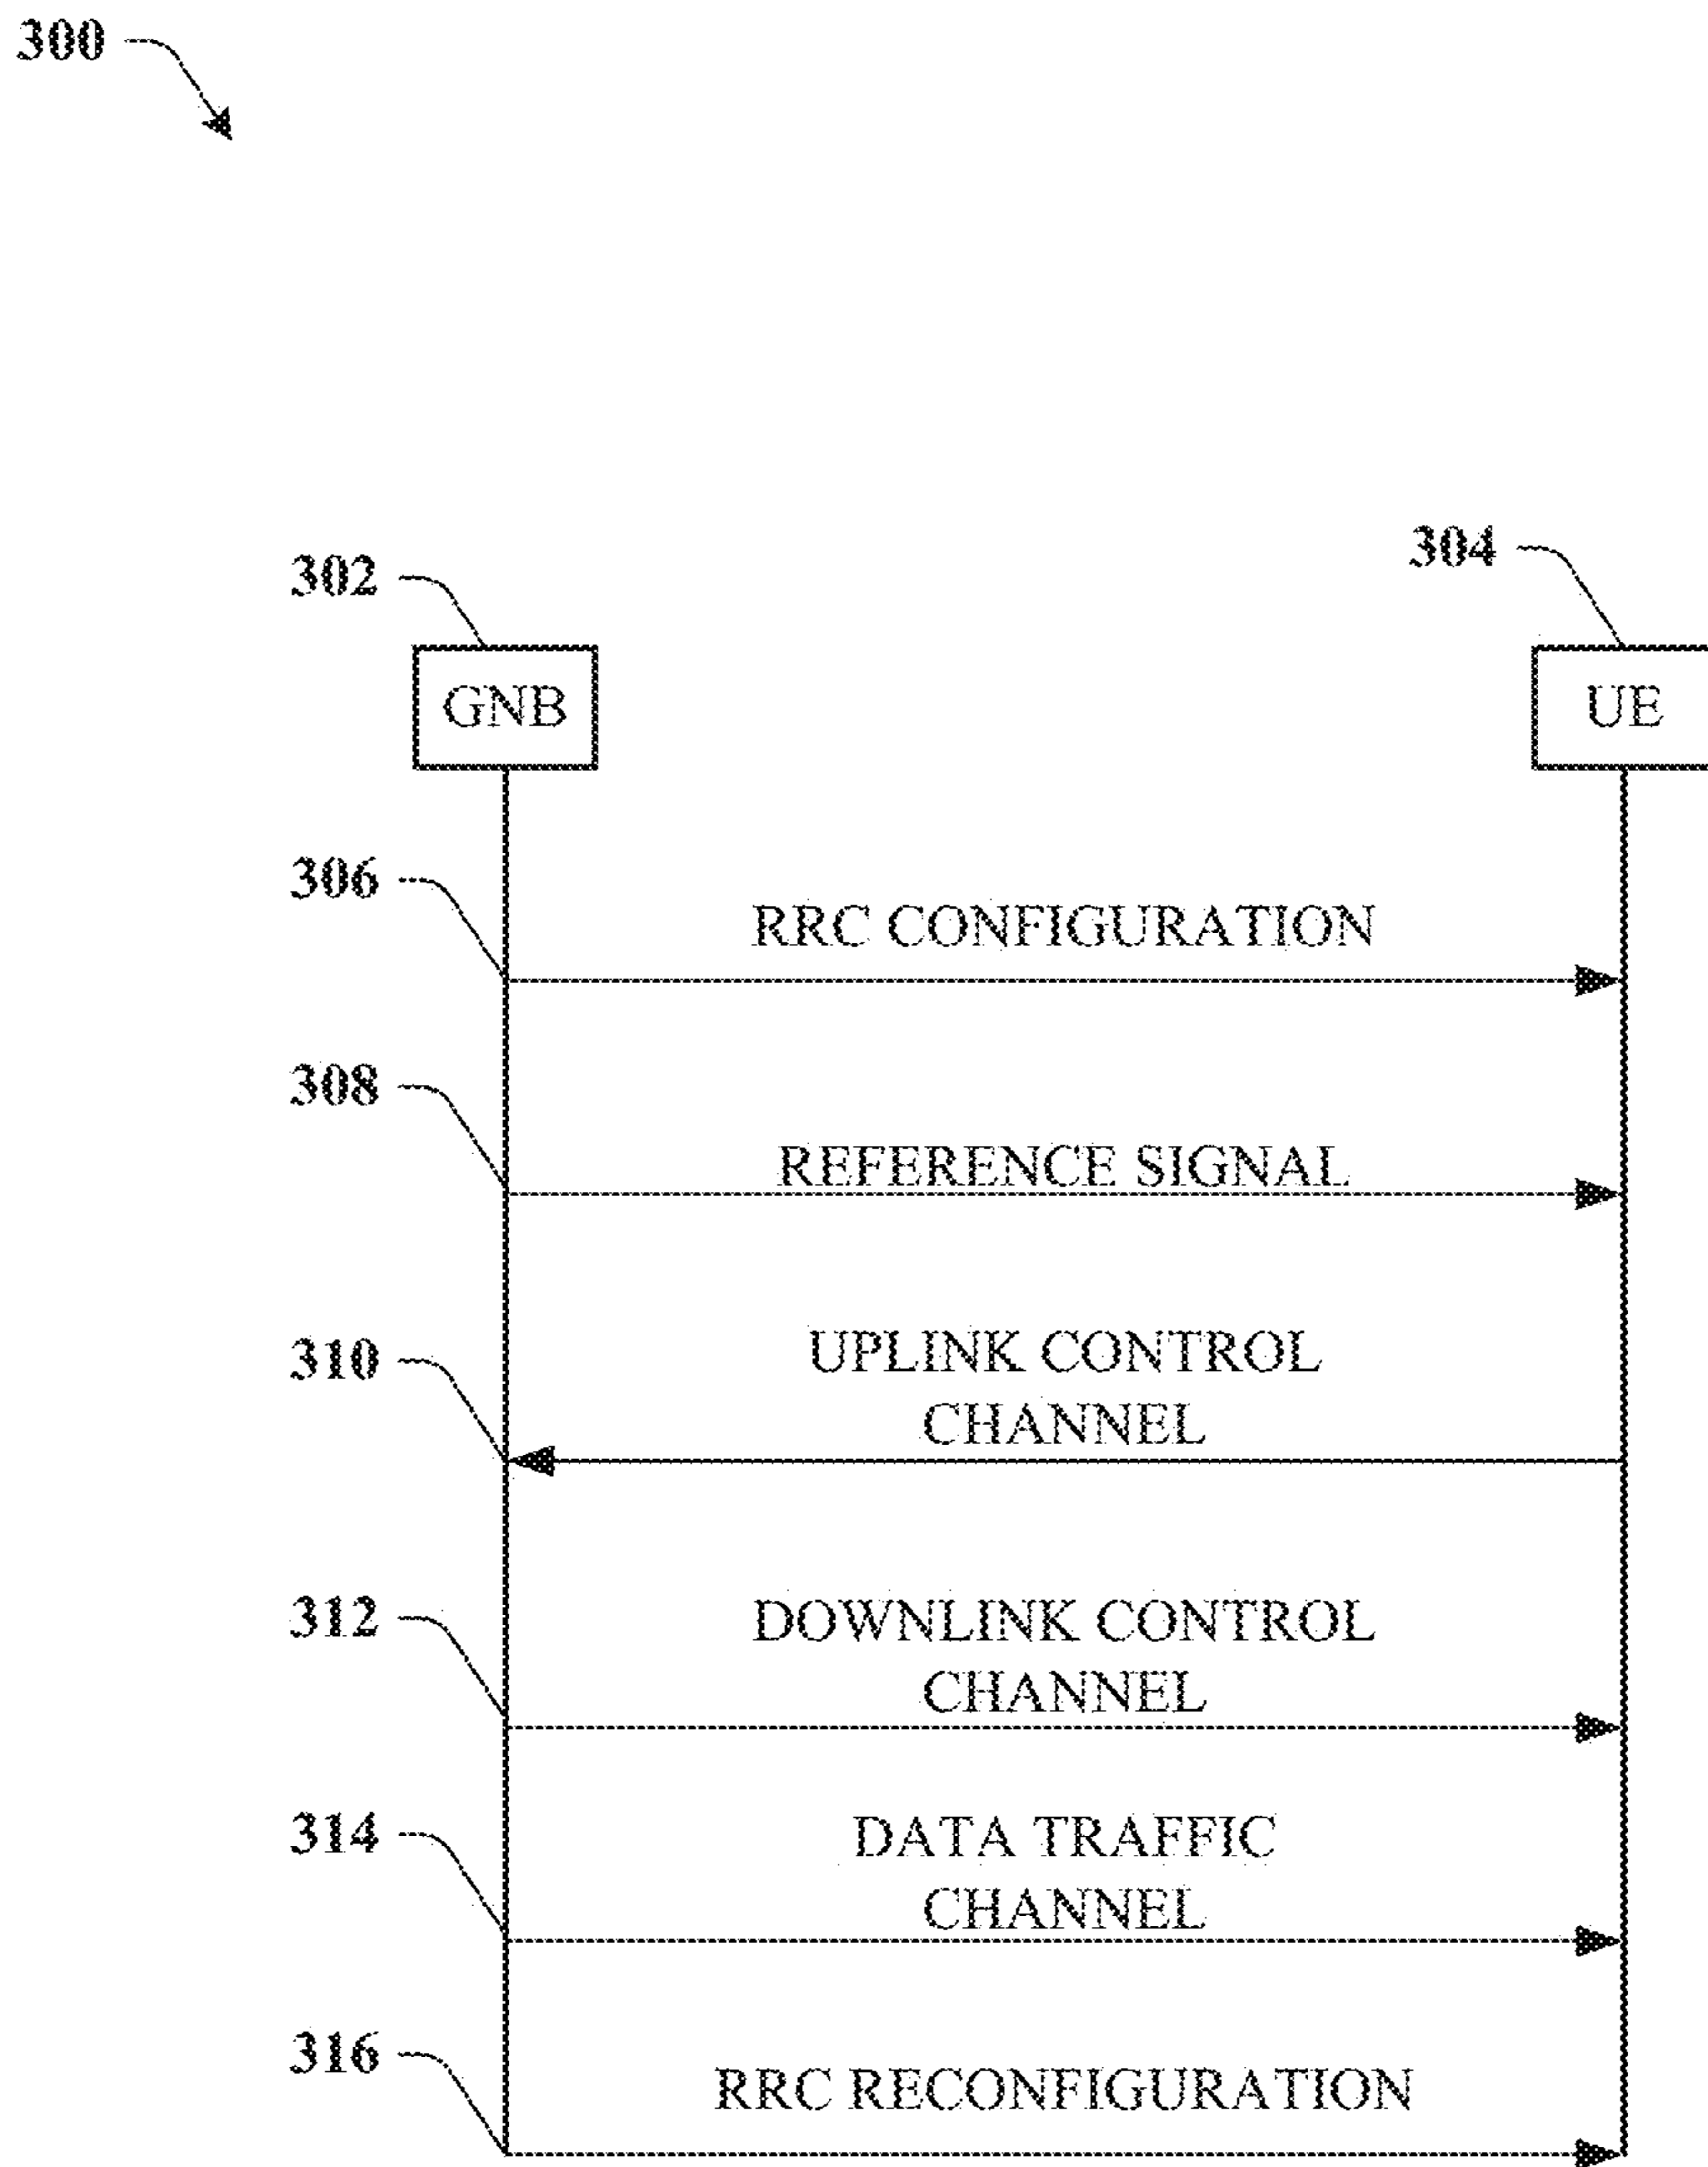 300
302
304
GNB
UE
306
RRC CONFIGURATION
308
REFERENCE SIGNAL
310
UPLINK CONTROL
CHANNEL
312
DOWNLINK CONTROL
CHANNEL
314
DATA TRAFFIC
CHANNEL
316
RRC RECONFIGURATION